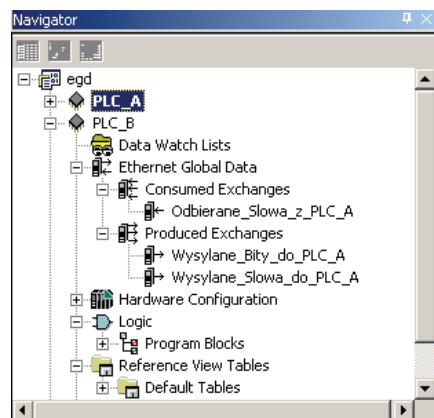 Navigator
egd
PLC_A
PLC_B
Data Watch Lists
Ethernet Global Data
Consumed Exchanges
Odbierane_Slowa_z_PLC_A
Produced Exchanges
Wysylane_Bity_do_PLC_A
Wysylane_Slowa_do_PLC_A
Hardware Configuration
Logic
Program Blocks
Reference View Tables
Default Tables